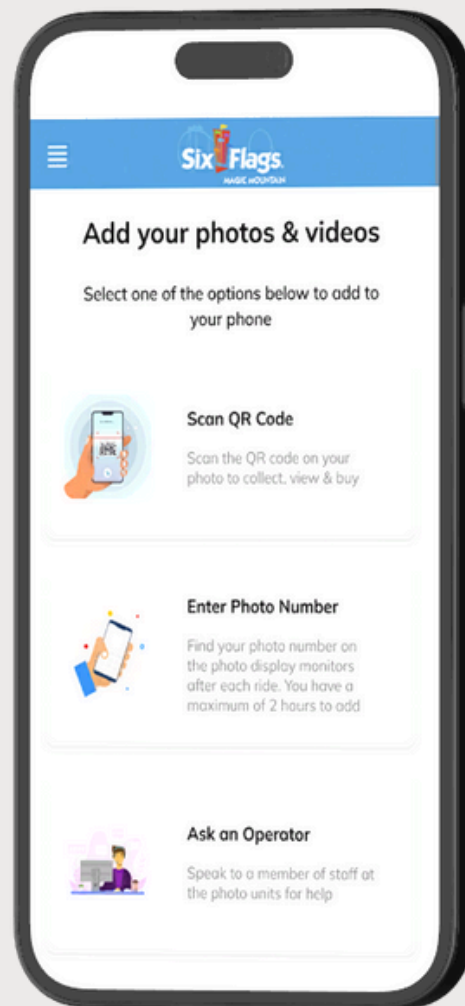 Six Flags
MAGIC MOUNTAIN
Add your photos & videos
Select one of the options below to add to
your phone
Scan QR Code
Scan the QR code on your
photo to collect, view & buy
Enter Photo Number
Find your photo number on
the photo display monitors
after each ride. You have a
maximum of 2 hours to add
Ask an Operator
Speak to a member of staff at
the photo units for help